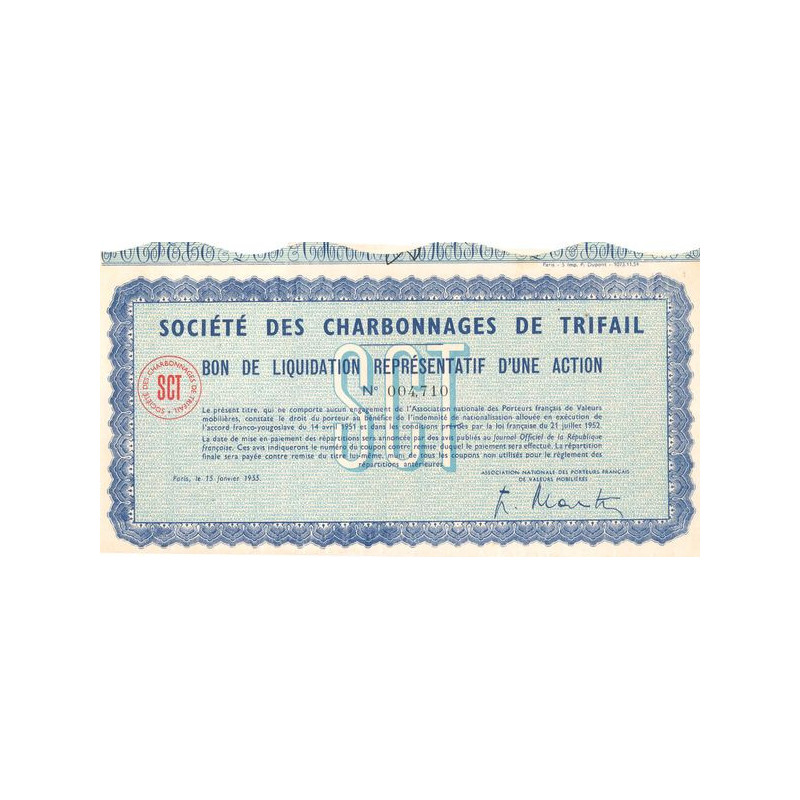 Paris - S Imp. P. Dupont - 1073.11.54
SOCIÉTÉ DES CHARBONNAGES DE TRIFAIL
BON DE LIQUIDATION REPRÉSENTATIF D'UNE ACTION
SCT
N° 004,710
SOCIÉTÉ DES CHARBONNAGES DE TRIFAIL
SCT
Le présent titre, qui ne comporte aucun engagement de l'Association nationale des Porteurs français de Valeurs
mobilières, constate le droit du porteur au bénéfice de l'indemnité de nationalisation allouée en exécution de
l'accord franco-yougoslave du 14 avril 1951 et dans les conditions fixées par la loi française du 21 juillet 1952.
La date de mise en paiement des répartitions sera annoncée par des avis publiés au Journal Officiel de la République
française. Ces avis indiqueront le numéro du coupon contre remise duquel le paiement sera effectué. La répartition
finale sera payée contre remise du titre lui-même, muni de tous les coupons non utilisés pour le règlement des
répartitions antérieures.
Paris, le 15 janvier 1955.
ASSOCIATION NATIONALE DES PORTEURS FRANÇAIS
DE VALEURS MOBILIÈRES